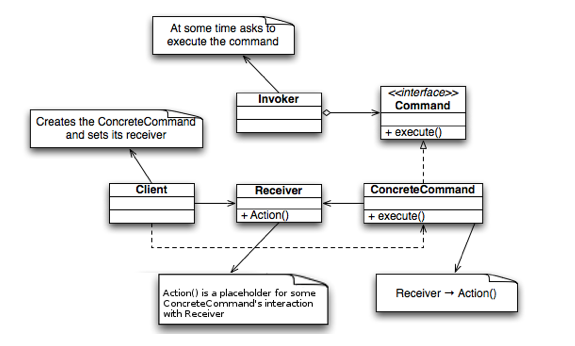 At some time asks to
execute the command
Invoker
<<interface>>
Command
+ execute()
Creates the ConcreteCommand
and sets its receiver
Client
Receiver
+ Action()
ConcreteCommand
+ execute()
Action() is a placeholder for some
ConcreteCommand's interaction
with Receiver
Receiver → Action()